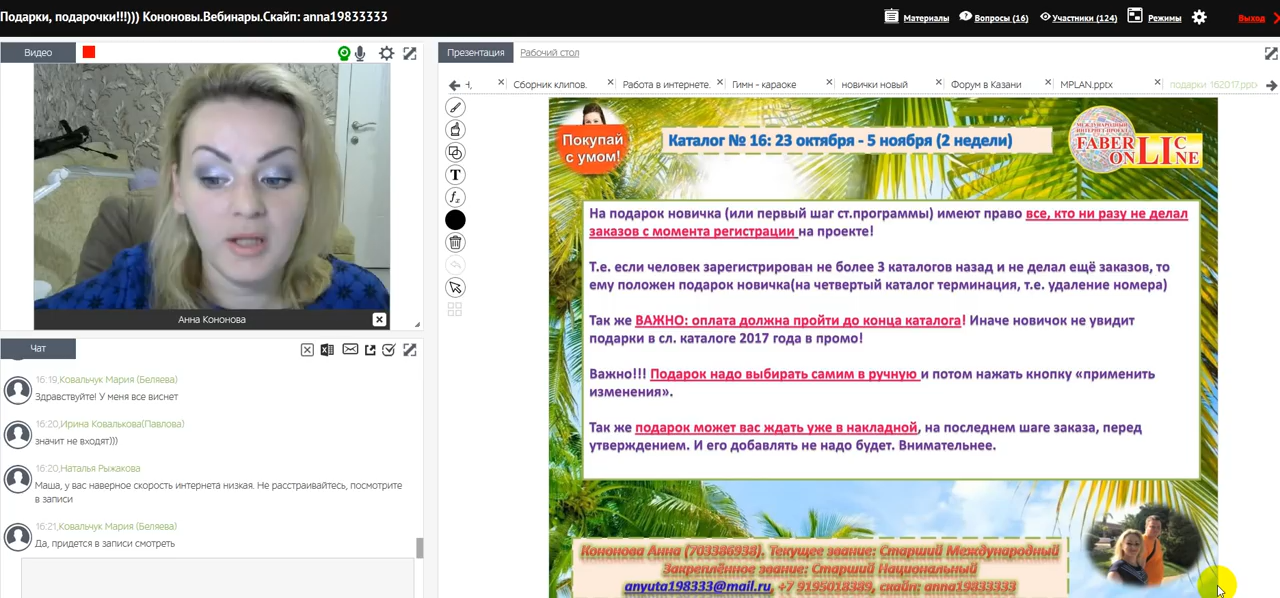 Подарки, подарочки!!!))) Кононовы.Вебинары.Скайп: anna19833333
Материалы
Вопросы (16)
Участники (124)
Режимы
Выход
Видео
Презентация
Рабочий стол
Сборник клипов.
Работа в интернете.
Гимн - караоке
новички новый
Форум в Казани
MPLAN.pptx
подарки 162017.pptx
Покупай
с умом!
Каталог № 16: 23 октября - 5 ноября (2 недели)
МЕЖДУНАРОДНЫЙ
ИНТЕРНЕТ-ПРОЕКТ
FABERLIC
ONLINE
На подарок новичка (или первый шаг ст.программы) имеют право все, кто ни разу не делал
заказов с момента регистрации на проекте!
Т.е. если человек зарегистрирован не более 3 каталогов назад и не делал ещё заказов, то
ему положен подарок новичка(на четвертый каталог терминация, т.е. удаление номера)
Так же ВАЖНО: оплата должна пройти до конца каталога! Иначе новичок не увидит
подарки в сл. каталоге 2017 года в промо!
Важно!!! Подарок надо выбирать самим в ручную и потом нажать кнопку «применить
изменения».
Так же подарок может вас ждать уже в накладной, на последнем шаге заказа, перед
утверждением. И его добавлять не надо будет. Внимательнее.
Кононова Анна (703386938). Текущее звание: Старший Международный
Закреплённое звание: Старший Национальный
anyuta198333@mail.ru, +7 9195018389, скайп: anna19833333
Анна Кононова
Чат
16:19,Ковальчук Мария (Беляева)
Здравствуйте! У меня все виснет
16:20,Ирина Ковалькова(Павлова)
значит не входят)))
16:20,Наталья Рыжакова
Маша, у вас наверное скорость интернета низкая. Не расстраивайтесь, посмотрите
в записи
16:21,Ковальчук Мария (Беляева)
Да, придется в записи смотреть